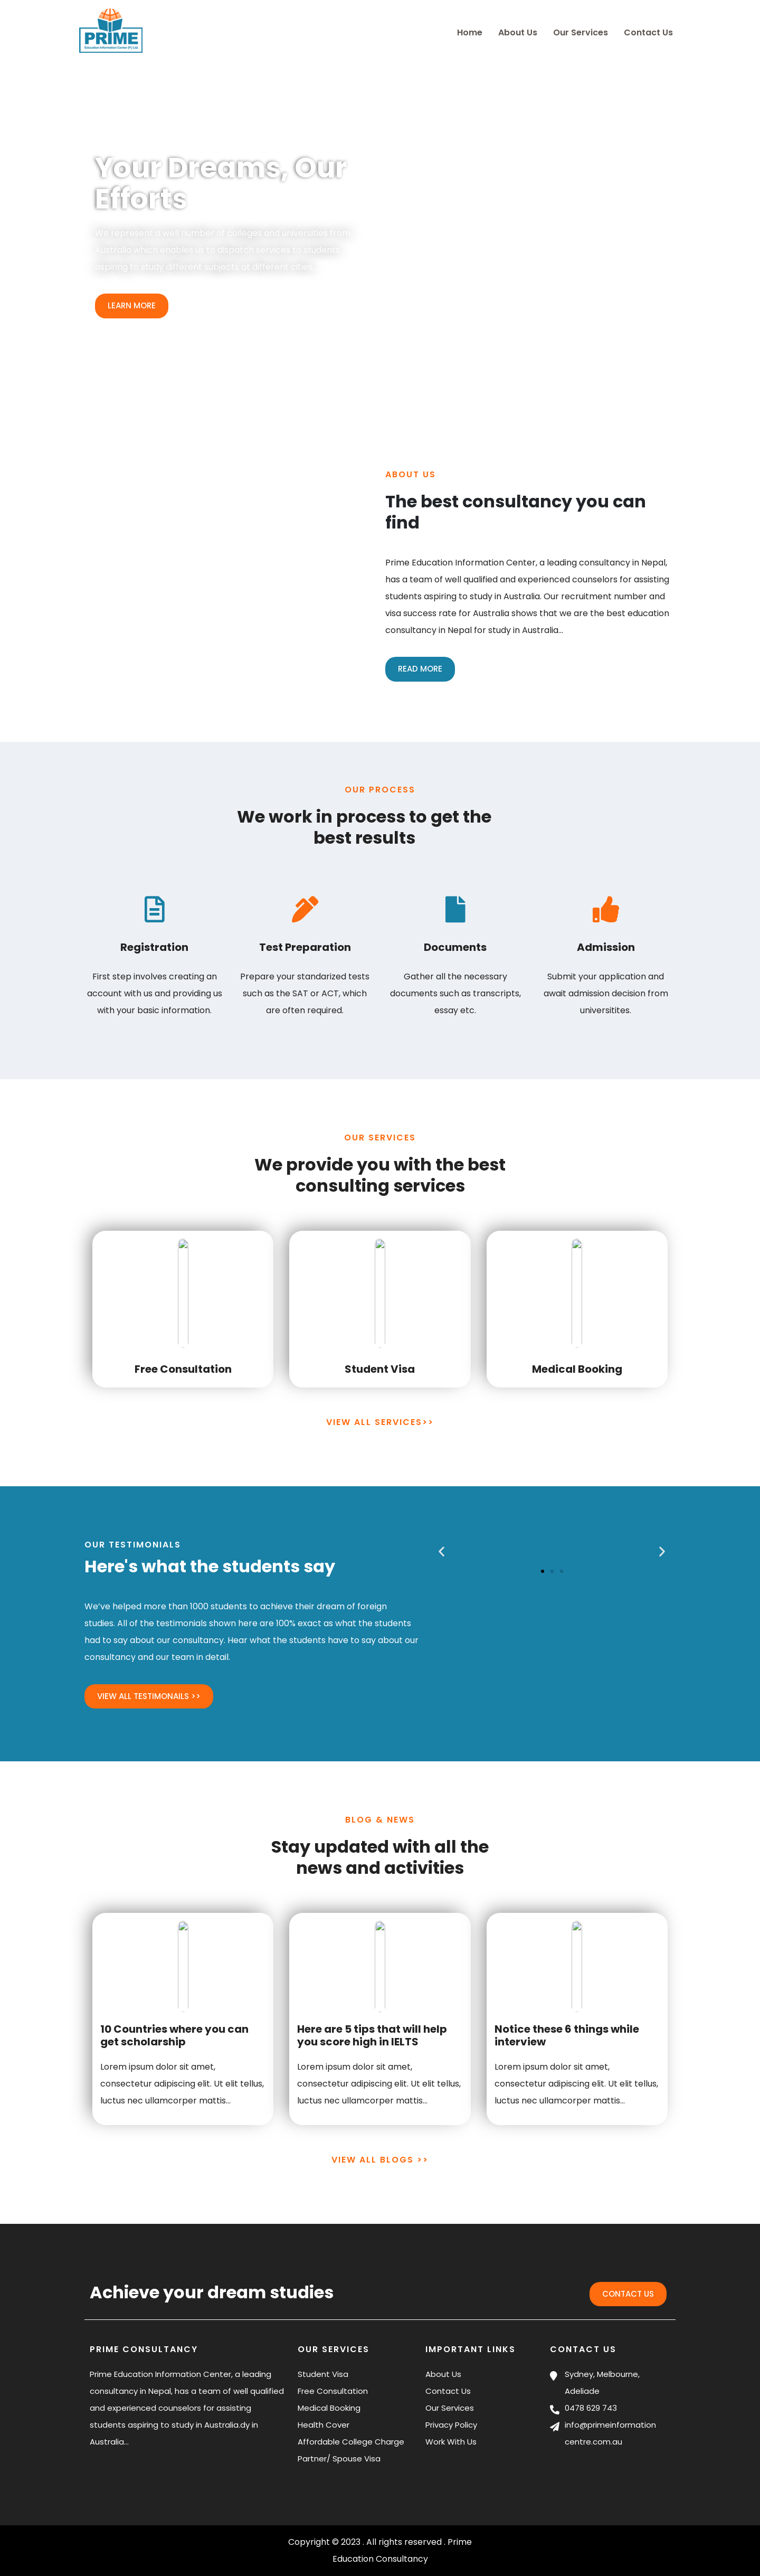 PRIME
Education Information Center (P) Ltd
Home About Us Our Services Contact Us
Your Dreams, Our
Efforts
We represent a well number of colleges and universities from
Australia which enables us to dispatch services to students
aspiring to study different subjects at different cities.
LEARN MORE
ABOUT US
The best consultancy you can
find
Prime Education Information Center, a leading consultancy in Nepal,
has a team of well qualified and experienced counselors for assisting
students aspiring to study in Australia. Our recruitment number and
visa success rate for Australia shows that we are the best education
consultancy in Nepal for study in Australia...
READ MORE
OUR PROCESS
We work in process to get the
best results
Registration
First step involves creating an
account with us and providing us
with your basic information.
Test Preparation
Prepare your standarized tests
such as the SAT or ACT, which
are often required.
Documents
Gather all the necessary
documents such as transcripts,
essay etc.
Admission
Submit your application and
await admission decision from
universitites.
OUR SERVICES
We provide you with the best
consulting services
Free Consultation
Student Visa
Medical Booking
VIEW ALL SERVICES>>
OUR TESTIMONIALS
Here's what the students say
We've helped more than 1000 students to achieve their dream of foreign
studies. All of the testimonials shown here are 100% exact as what the students
had to say about our consultancy. Hear what the students have to say about our
consultancy and our team in detail.
VIEW ALL TESTIMONAILS >>
BLOG & NEWS
Stay updated with all the
news and activities
10 Countries where you can
get scholarship
Lorem ipsum dolor sit amet,
consectetur adipiscing elit. Ut elit tellus,
luctus nec ullamcorper mattis...
Here are 5 tips that will help
you score high in IELTS
Lorem ipsum dolor sit amet,
consectetur adipiscing elit. Ut elit tellus,
luctus nec ullamcorper mattis...
Notice these 6 things while
interview
Lorem ipsum dolor sit amet,
consectetur adipiscing elit. Ut elit tellus,
luctus nec ullamcorper mattis...
VIEW ALL BLOGS >>
Achieve your dream studies
CONTACT US
PRIME CONSULTANCY
Prime Education Information Center, a leading
consultancy in Nepal, has a team of well qualified
and experienced counselors for assisting
students aspiring to study in Australia.dy in
Australia...
OUR SERVICES
Student Visa
Free Consultation
Medical Booking
Health Cover
Affordable College Charge
Partner/ Spouse Visa
IMPORTANT LINKS
About Us
Contact Us
Our Services
Privacy Policy
Work With Us
CONTACT US
Sydney, Melbourne,
Adeliade
0478 629 743
info@primeinformation
centre.com.au
Copyright © 2023 . All rights reserved . Prime
Education Consultancy